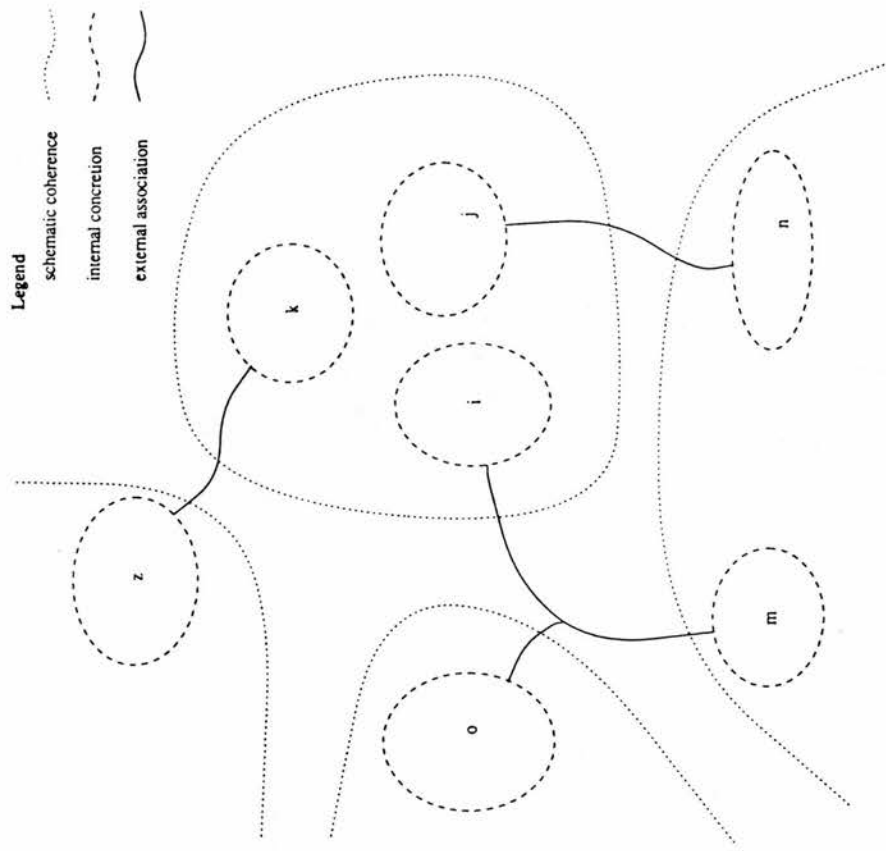 Legend
schematic coherence
internal concretion
external association
k
z
j
i
o
n
m